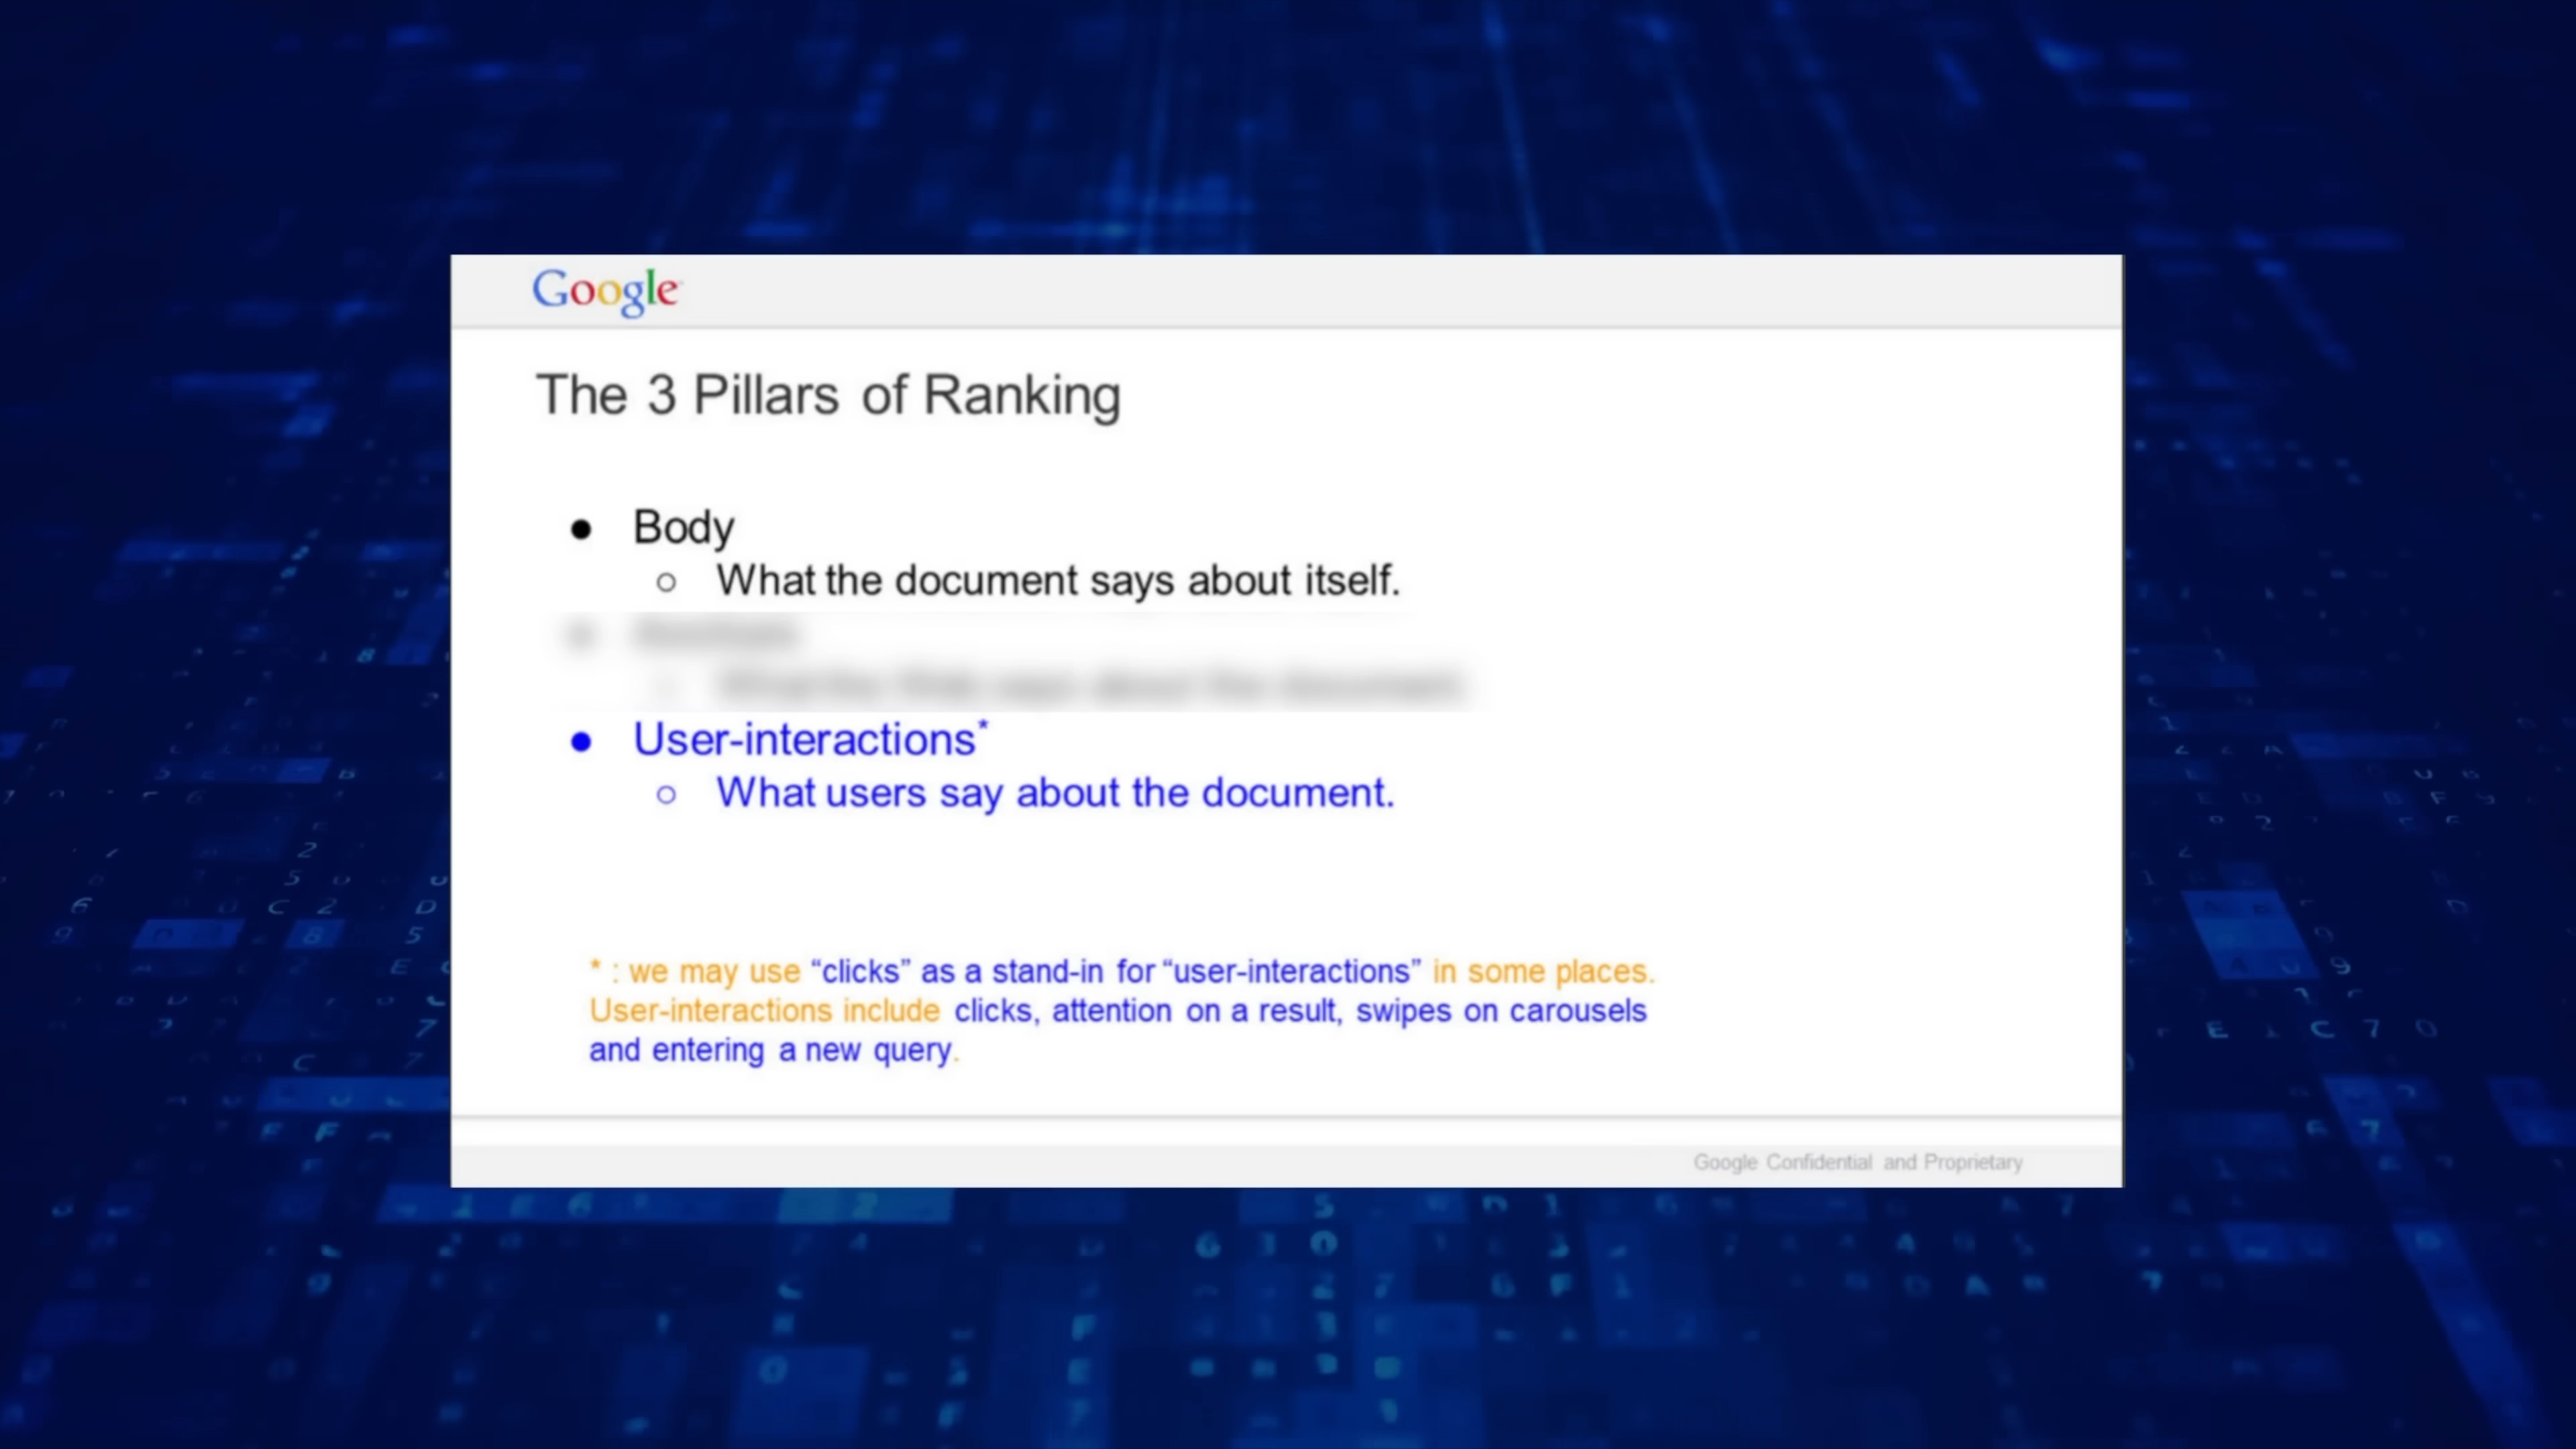 Google
The 3 Pillars of Ranking
● Body
○ What the document says about itself.
● User-interactions*
○ What users say about the document.
* : we may use “clicks” as a stand-in for “user-interactions” in some places.
User-interactions include clicks, attention on a result, swipes on carousels
and entering a new query.
Google Confidential and Proprietary